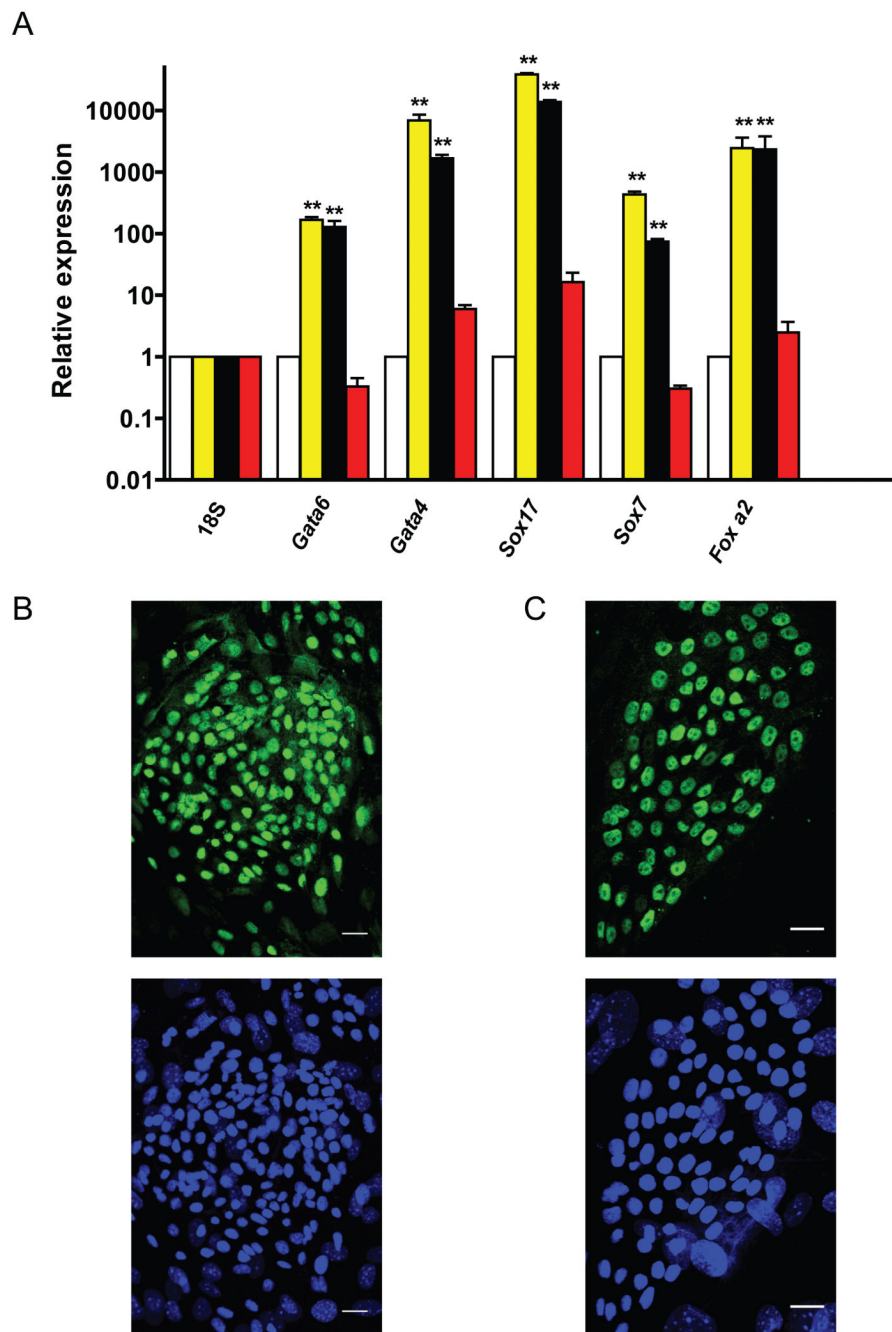 A
Relative expression
10000
1000
100
10
1
0.1
0.01
** **
** **
** **
** **
** **
18S
Gata6
Gata4
Sox17
Sox7
Fox a2
B
C